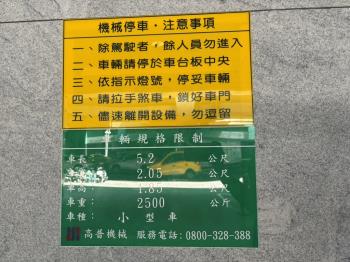 機械停車・注意事項
一、除駕駛者，餘人員勿進入
二、車輛請停於車台板中央
三、依指示燈號，停妥車輛
四、請拉手煞車，鎖好車門
五、儘速離開設備，勿逗留
車輛規格限制
車長： 5.2 公尺
車 2.05 公尺
車高： 1.85 公尺
車重： 2500 公斤
車種： 小型車
高普機械 服務電話：0800-328-388